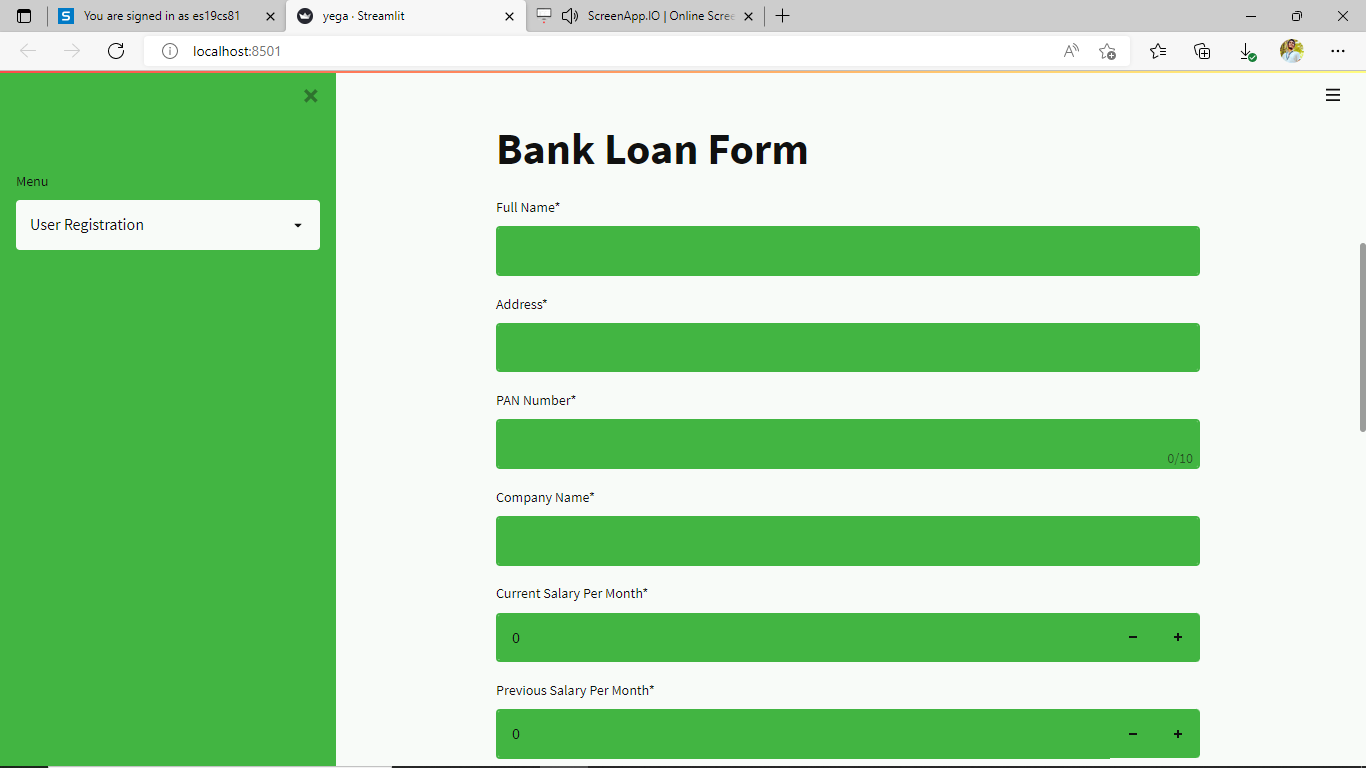 You are signed in as es19cs81
yega · Streamlit
ScreenApp.IO | Online Scree
localhost:8501
Menu
User Registration
Bank Loan Form
Full Name*
Address*
PAN Number*
0/10
Company Name*
Current Salary Per Month*
0
Previous Salary Per Month*
0